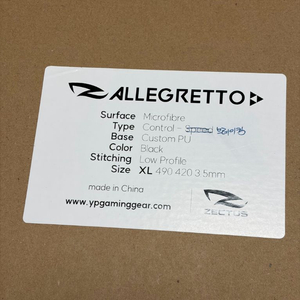 ALLEGRETTO
Surface Microfibre
Type Control - Speed
Base Custom PU
Color Black
Stitching Low Profile
Size XL 490 420 3.5mm
made in China
www.ypgaminggear.com
ZELTUS